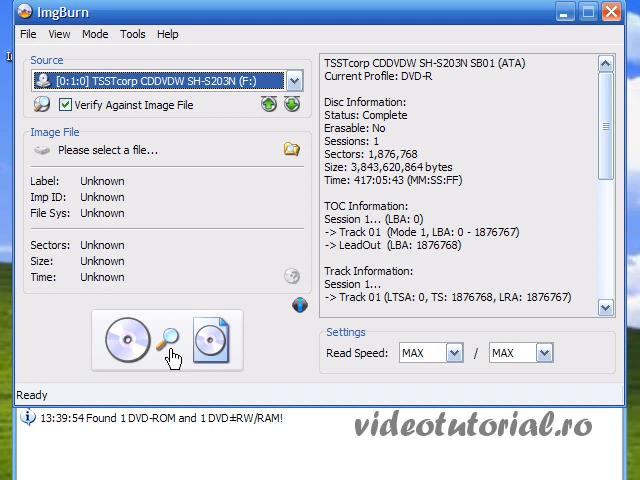 ImgBurn
File View Mode Tools Help
Source
[0:1:0] TSSTcorp CDDVDW SH-S203N (F:)
Verify Against Image File
Image File
Please select a file...
Label: Unknown
Imp ID: Unknown
File Sys: Unknown
Sectors: Unknown
Size: Unknown
Time: Unknown
TSSTcorp CDDVDW SH-S203N SB01 (ATA)
Current Profile: DVD-R
Disc Information:
Status: Complete
Erasable: No
Sessions: 1
Sectors: 1,876,768
Size: 3,843,620,864 bytes
Time: 417:05:43 (MM:SS:FF)
TOC Information:
Session 1... (LBA: 0)
-> Track 01 (Mode 1, LBA: 0 - 1876767)
-> LeadOut (LBA: 1876768)
Track Information:
Session 1...
-> Track 01 (LTSA: 0, TS: 1876768, LRA: 1876767)
Settings
Read Speed: MAX / MAX
Ready
13:39:54 Found 1 DVD-ROM and 1 DVD±RW/RAM!
videotutorial.ro